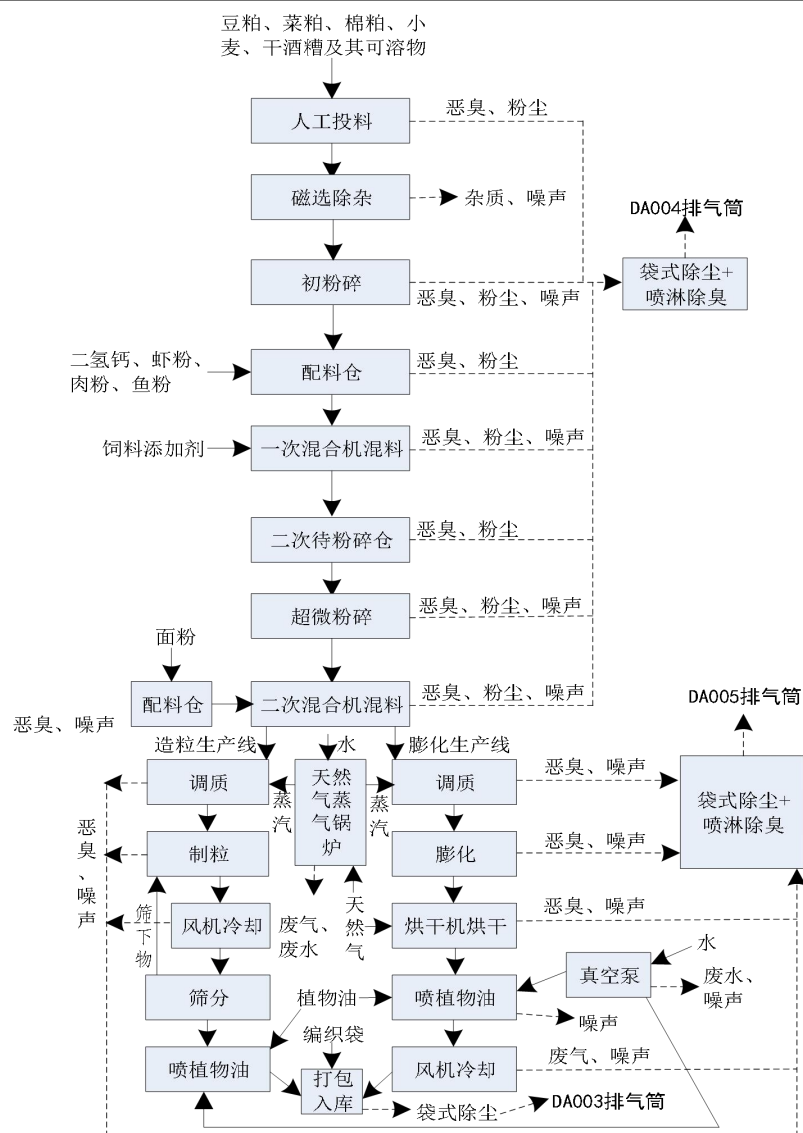 豆粕、菜粕、棉粕、小
麦、干酒糟及其可溶物
人工投料
恶臭、粉尘
磁选除杂
杂质、噪声
DA004排气筒
初粉碎
恶臭、粉尘、噪声
袋式除尘+
喷淋除臭
二氢钙、虾粉、
肉粉、鱼粉
配料仓
恶臭、粉尘
饲料添加剂
一次混合机混料
恶臭、粉尘、噪声
二次待粉碎仓
恶臭、粉尘
超微粉碎
恶臭、粉尘、噪声
面粉
配料仓
二次混合机混料
恶臭、粉尘、噪声
DA005排气筒
恶臭、噪声
造粒生产线
水
膨化生产线
调质
蒸汽
天然
气蒸
气锅
炉
蒸汽
调质
恶臭、噪声
袋式除尘+
喷淋除臭
恶臭、噪声
制粒
膨化
恶臭、噪声
筛下物
风机冷却
废气、
废水
天然气
烘干机烘干
恶臭、噪声
水
筛分
植物油
喷植物油
真空泵
废水、
噪声
噪声
编织袋
喷植物油
打包
入库
风机冷却
废气、噪声
袋式除尘
DA003排气筒